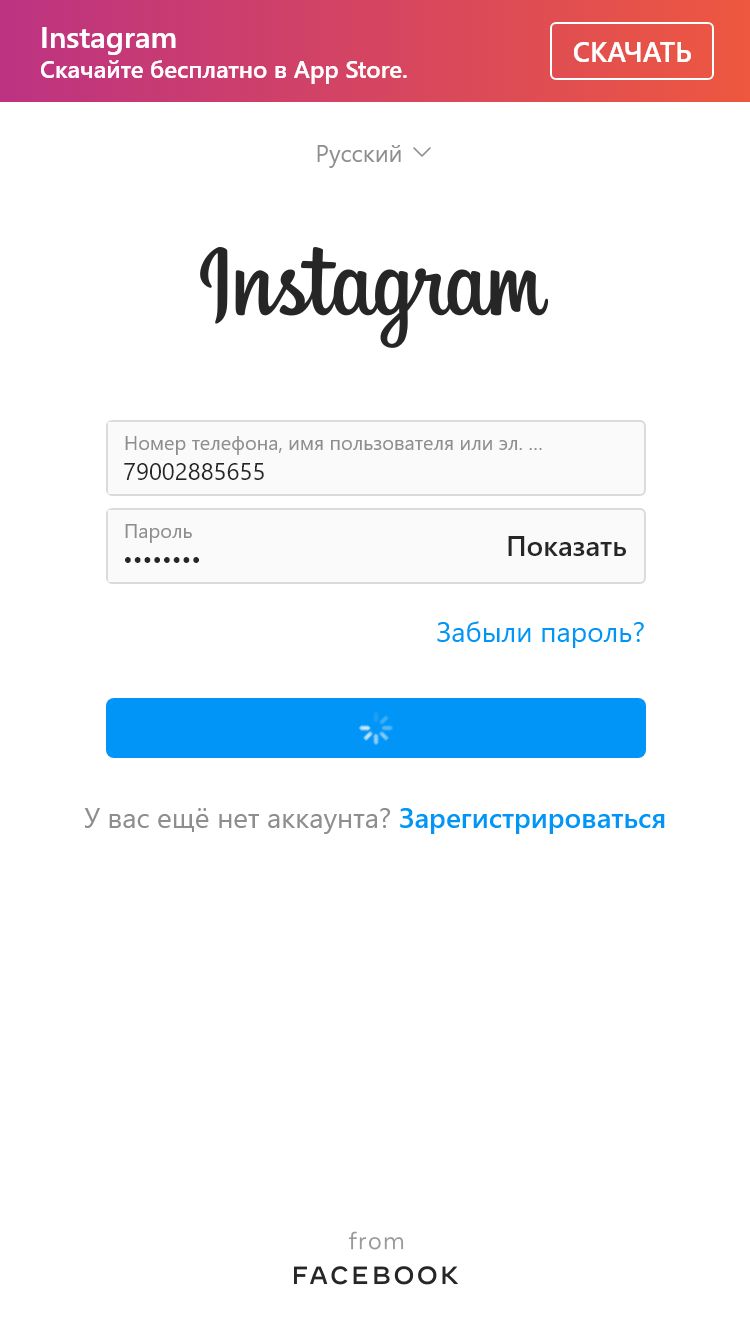 Instagram
Скачайте бесплатно в App Store.
СКАЧАТЬ
Русский
Instagram
Номер телефона, имя пользователя или эл. ...
79002885655
Пароль
••••••••
Показать
Забыли пароль?
У вас ещё нет аккаунта? Зарегистрироваться
from
FACEBOOK